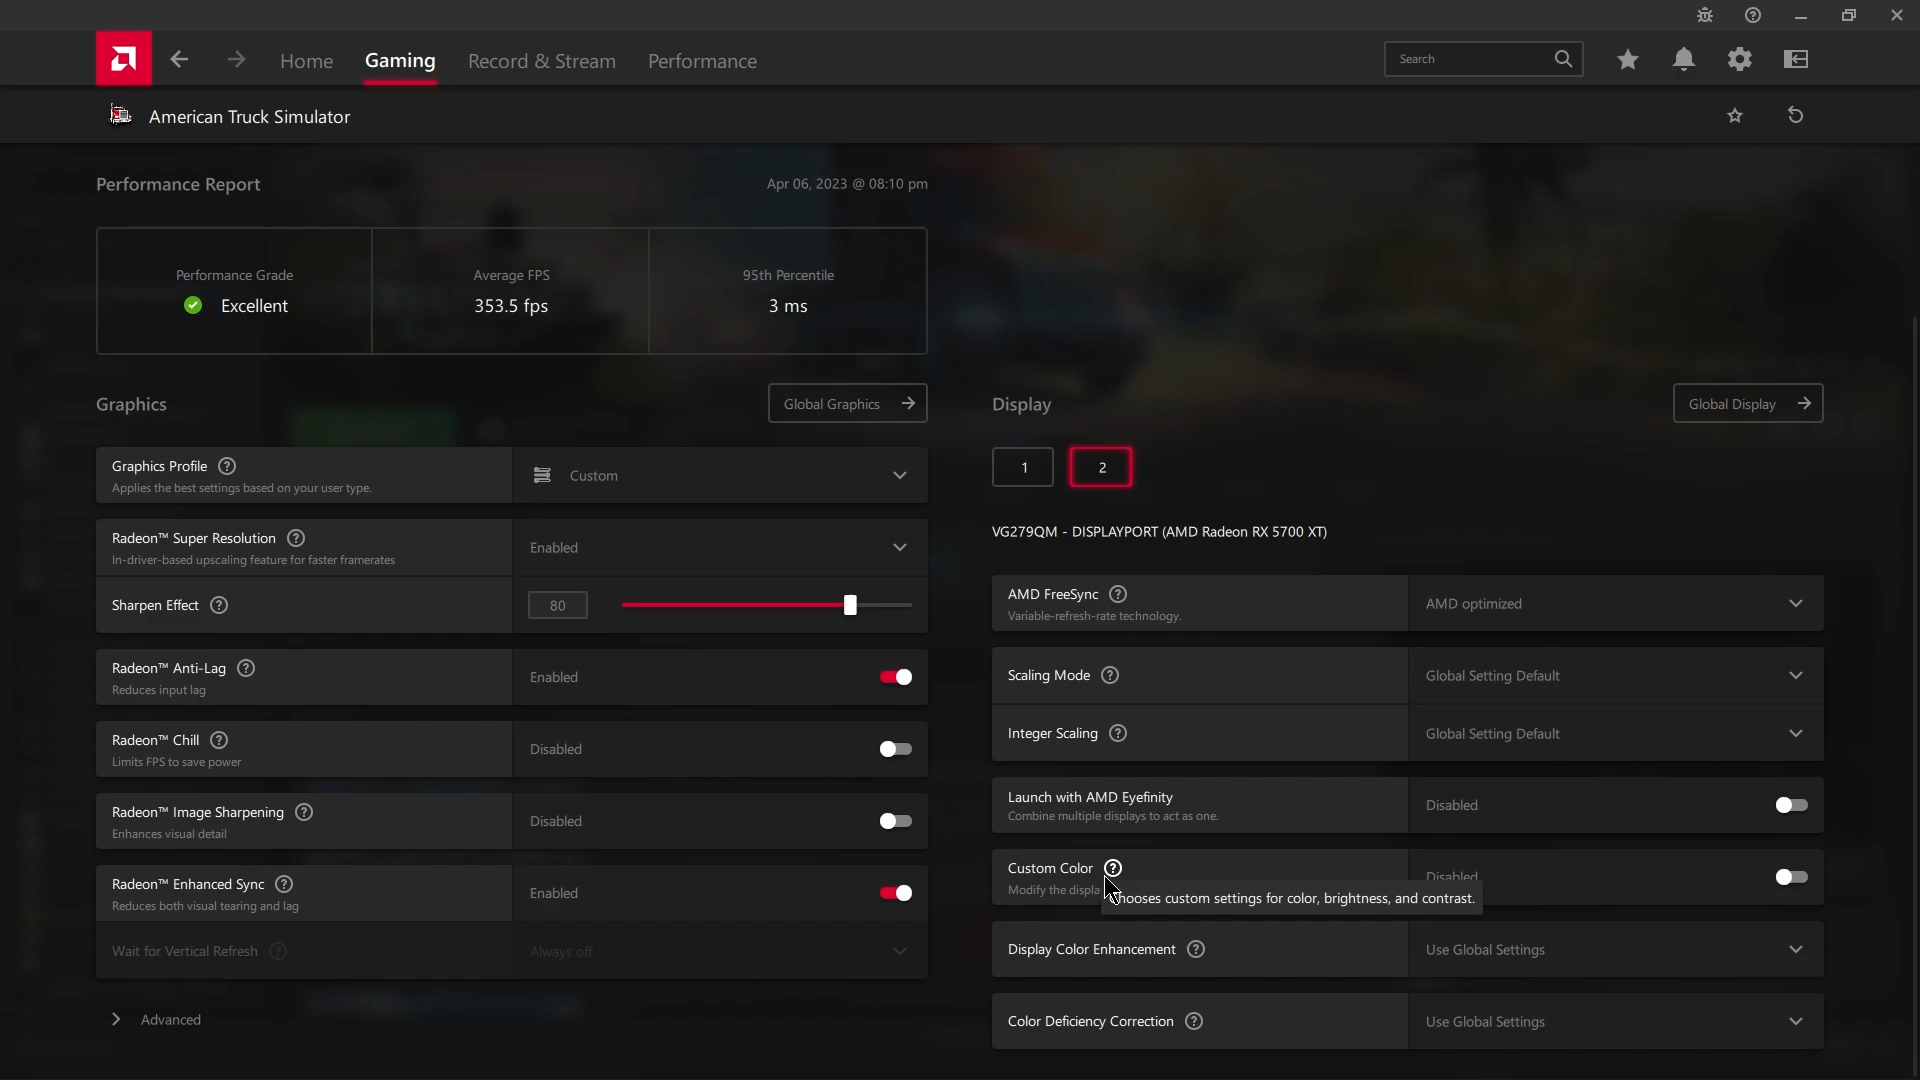 Home
Gaming
Record & Stream
Performance
Search
American Truck Simulator
Performance Report
Apr 06, 2023 @ 08:10 pm
Performance Grade
Excellent
Average FPS
353.5 fps
95th Percentile
3 ms
Graphics
Global Graphics
Graphics Profile
Applies the best settings based on your user type.
Custom
Radeon™ Super Resolution
In-driver-based upscaling feature for faster framerates
Enabled
Sharpen Effect
80
Radeon™ Anti-Lag
Reduces input lag
Enabled
Radeon™ Chill
Limits FPS to save power
Disabled
Radeon™ Image Sharpening
Enhances visual detail
Disabled
Radeon™ Enhanced Sync
Reduces both visual tearing and lag
Enabled
Wait for Vertical Refresh
Always off
Advanced
Display
Global Display
1
2
VG279QM - DISPLAYPORT (AMD Radeon RX 5700 XT)
AMD FreeSync
Variable-refresh-rate technology.
AMD optimized
Scaling Mode
Global Setting Default
Integer Scaling
Global Setting Default
Launch with AMD Eyefinity
Combine multiple displays to act as one.
Disabled
Custom Color
Modify the displa
Disabled
Chooses custom settings for color, brightness, and contrast.
Display Color Enhancement
Use Global Settings
Color Deficiency Correction
Use Global Settings